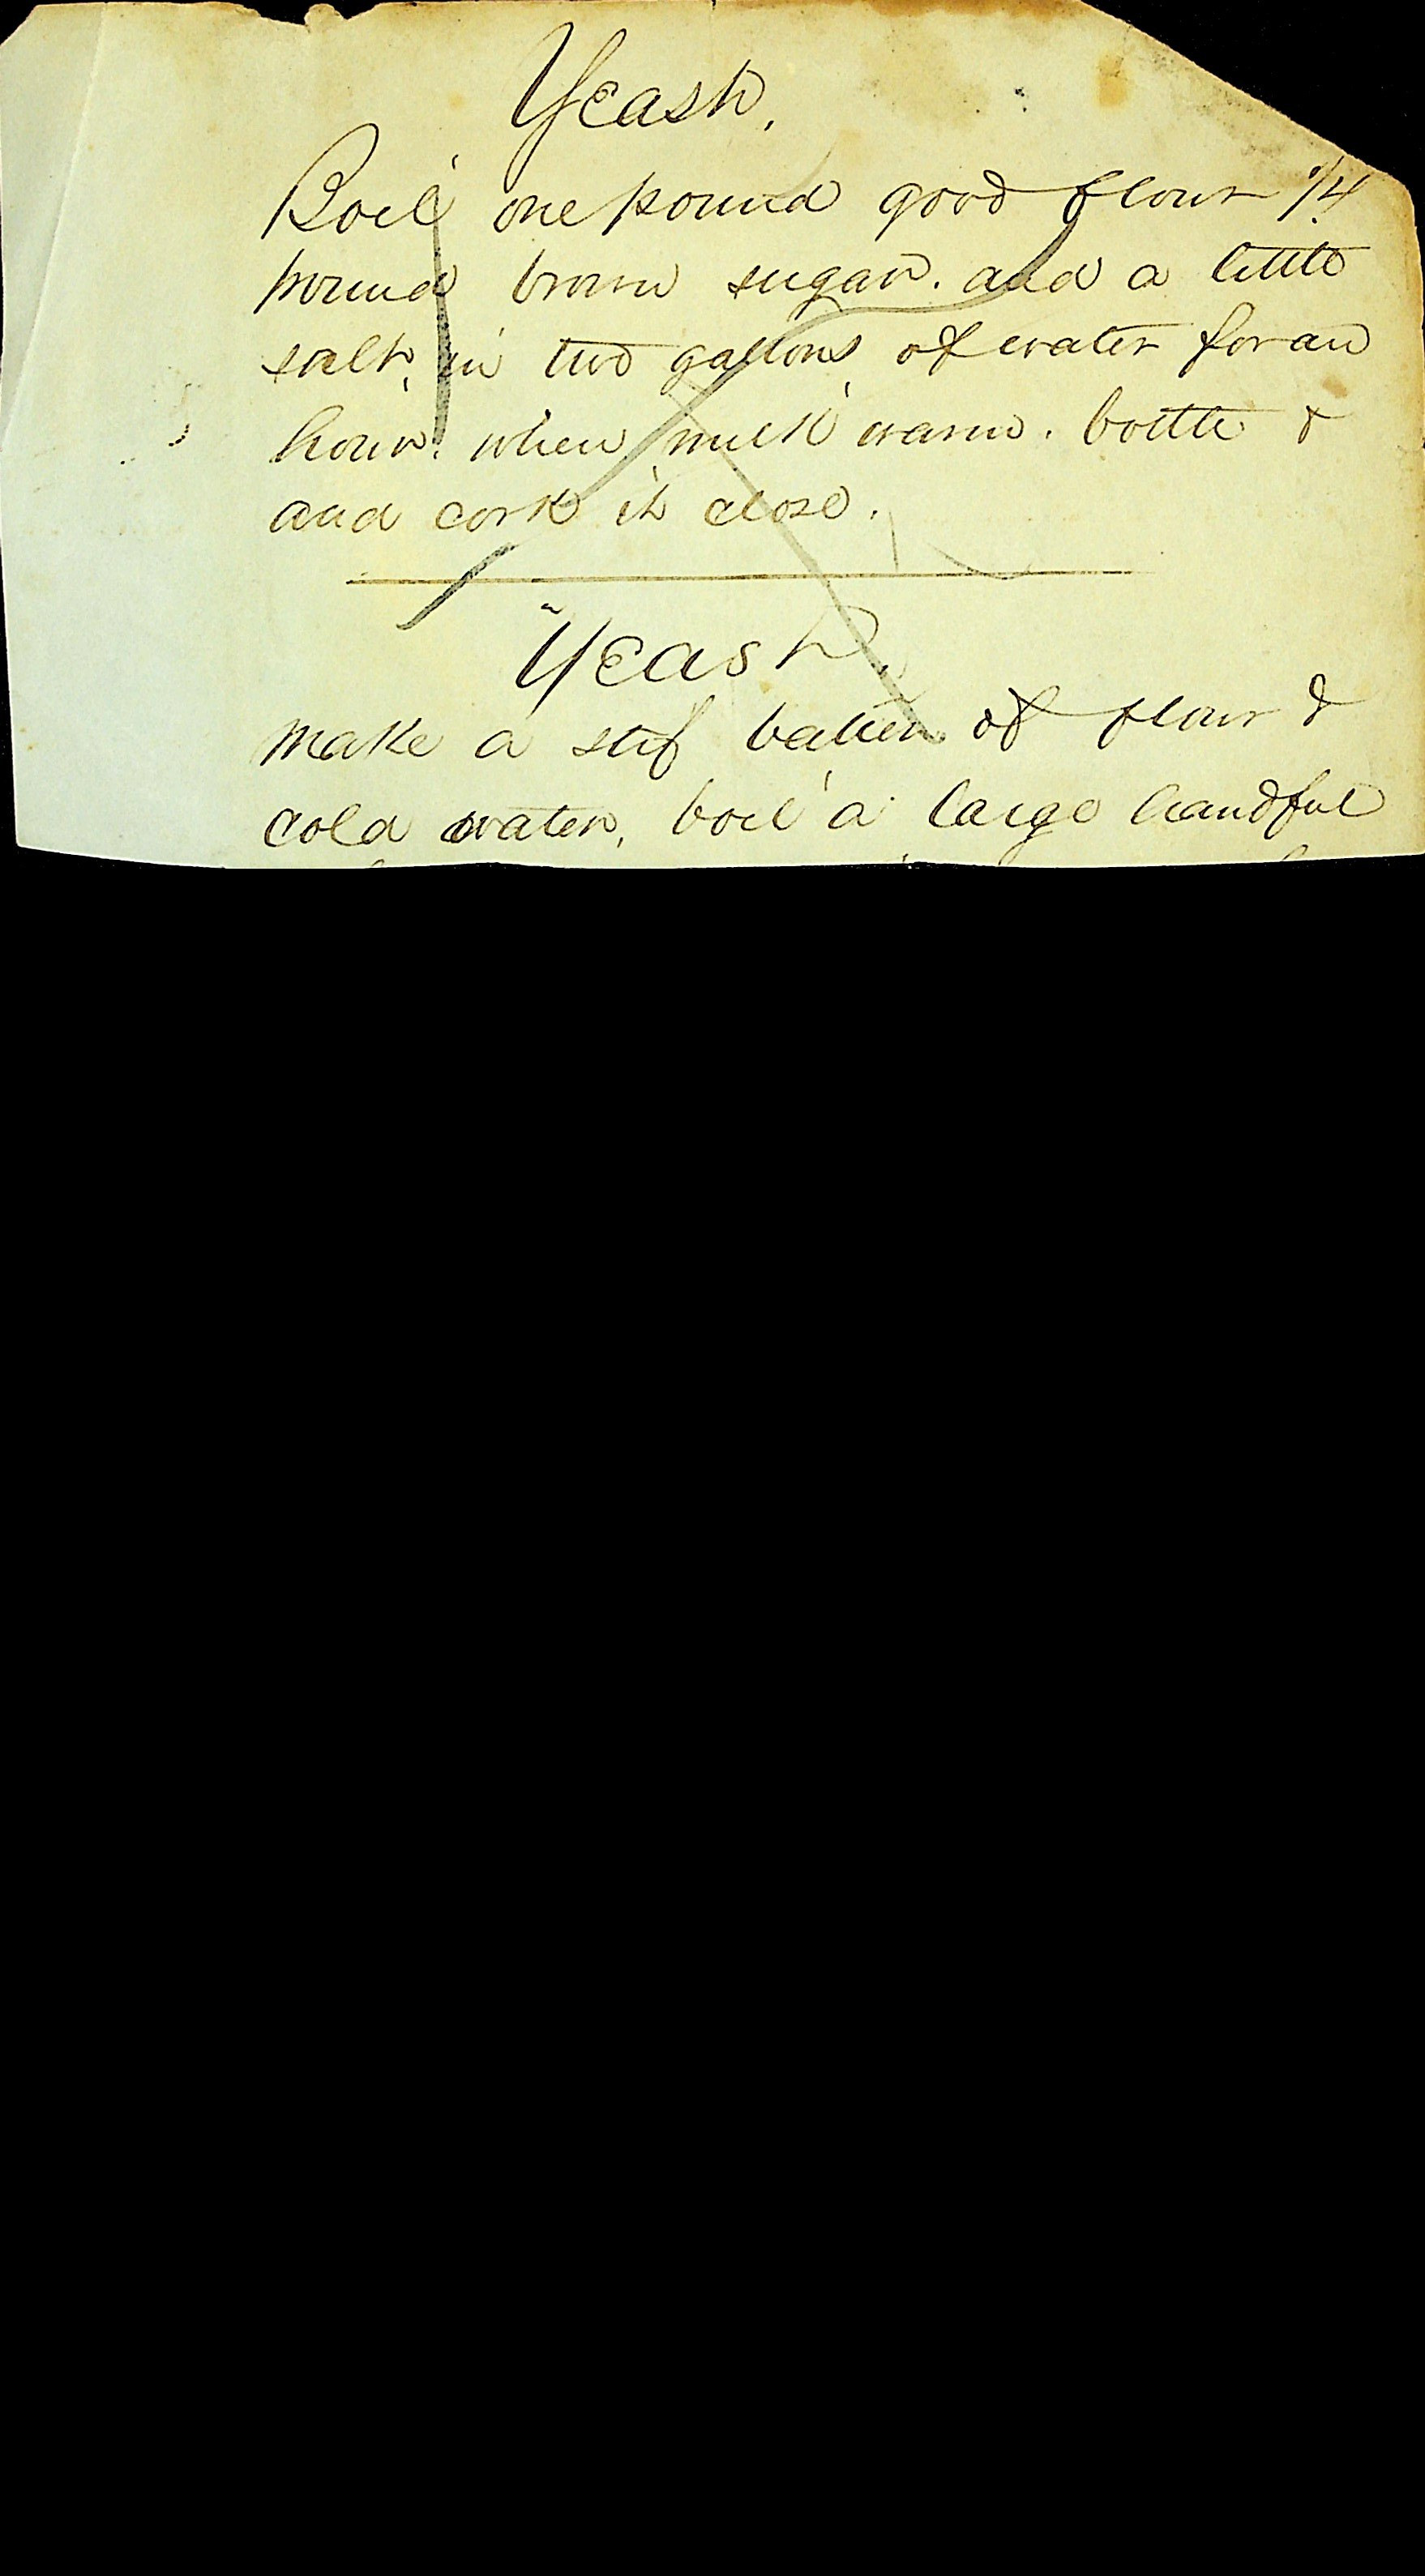 Yeast,
Boil one pound good flour 1/4
pound brown sugar. and a little
salt, in two gallons of water for an
hour. when milk warm. bottle &
and cork it close.
Yeast.
make a stif batter of flour &
cold water, boil a large handful